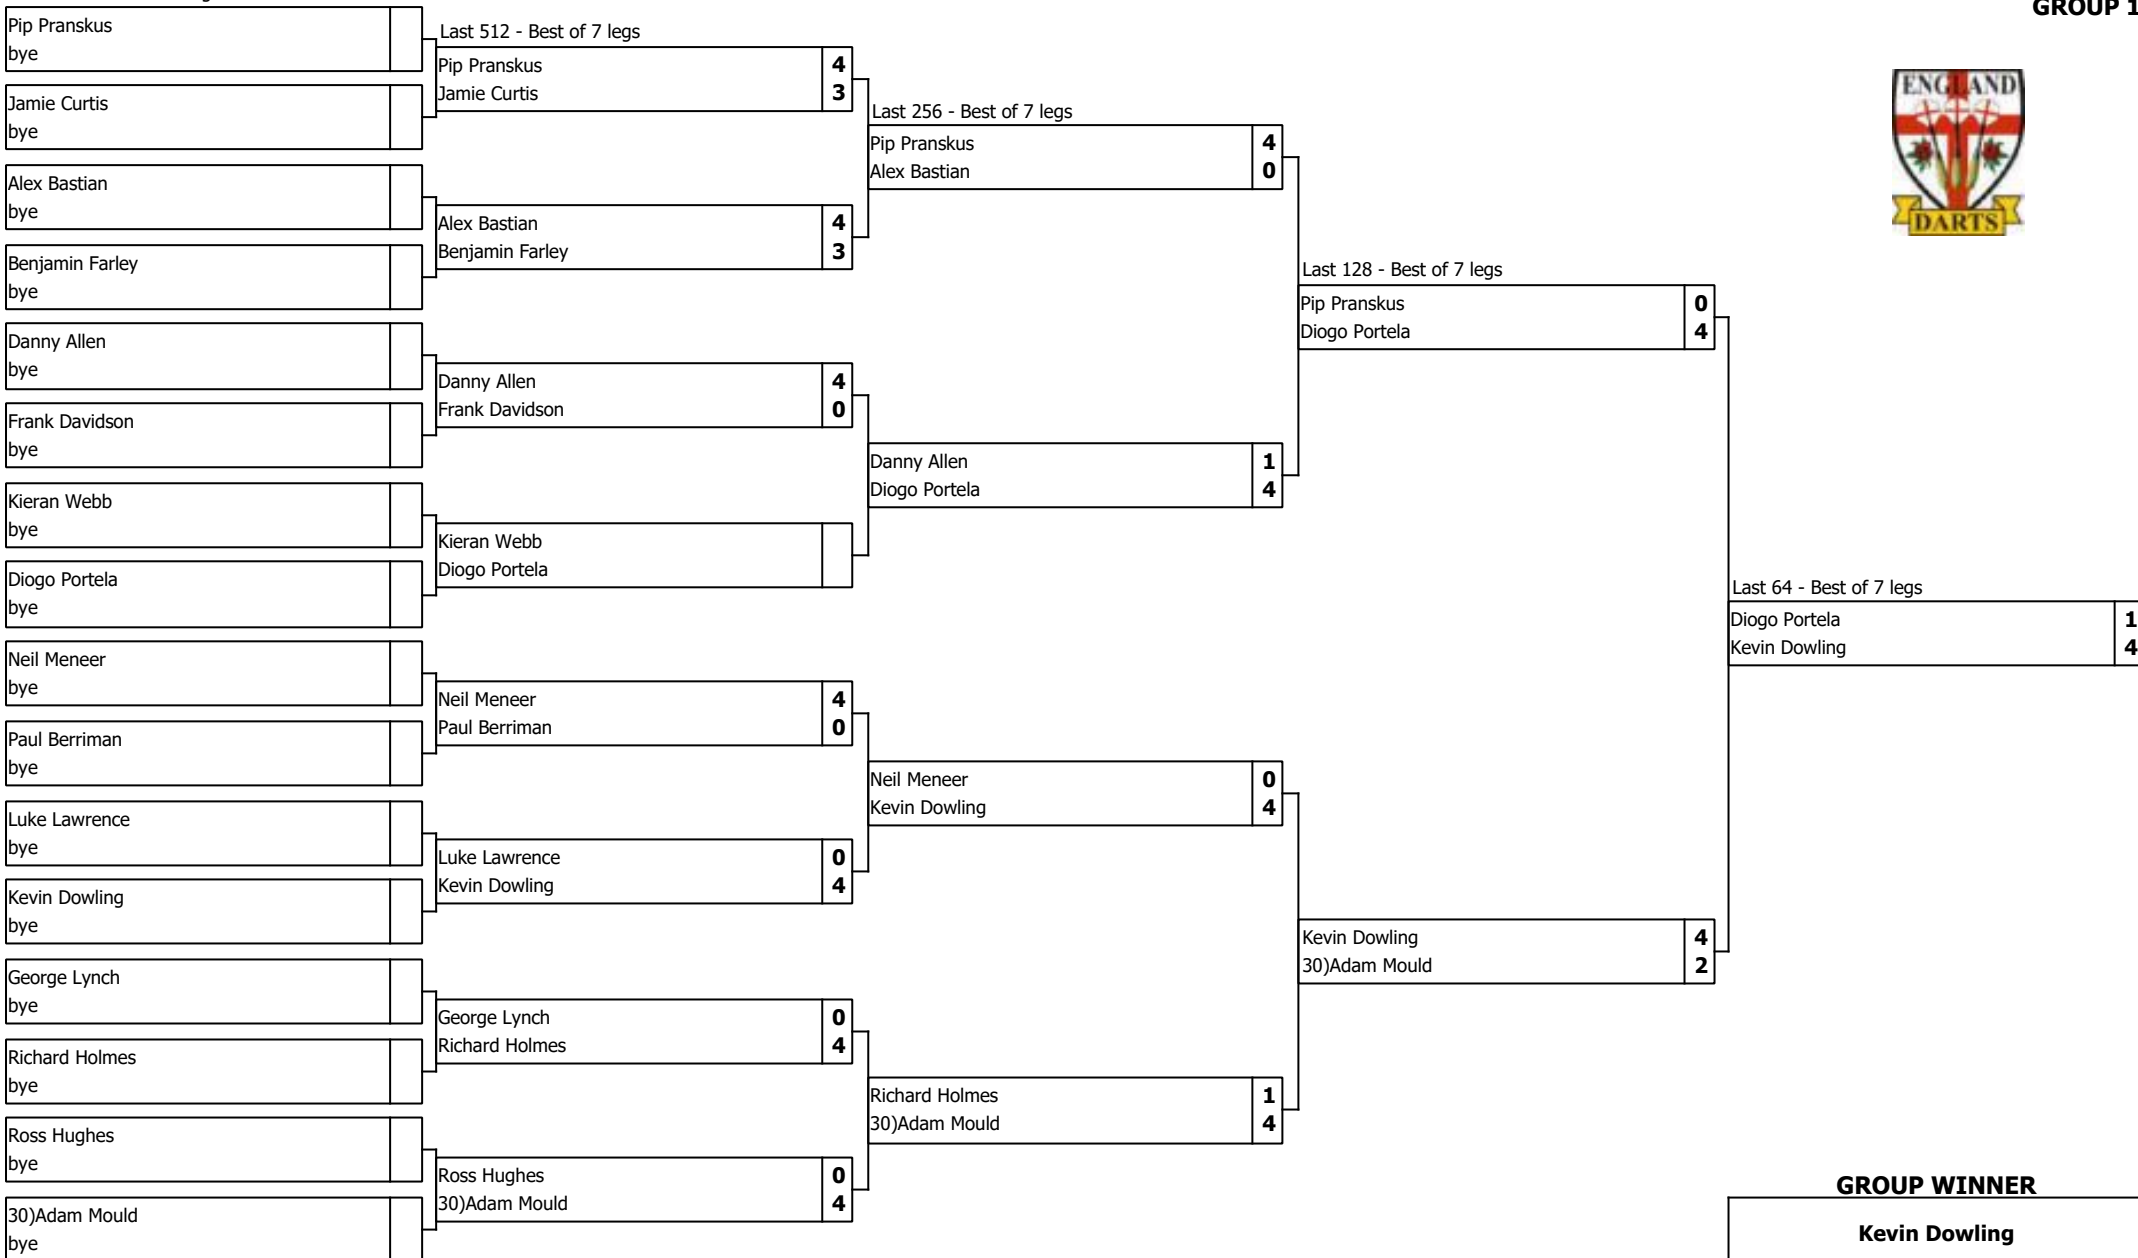 GROUP 1
Pip Pranskus
bye
Jamie Curtis
bye
Alex Bastian
bye
Benjamin Farley
bye
Danny Allen
bye
Frank Davidson
bye
Kieran Webb
bye
Diogo Portela
bye
Neil Meneer
bye
Paul Berriman
bye
Luke Lawrence
bye
Kevin Dowling
bye
George Lynch
bye
Richard Holmes
bye
Ross Hughes
bye
30)Adam Mould
bye
Last 512 - Best of 7 legs
Pip Pranskus 4
Jamie Curtis 3
Alex Bastian 4
Benjamin Farley 3
Danny Allen 4
Frank Davidson 0
Kieran Webb
Diogo Portela
Neil Meneer 4
Paul Berriman 0
Luke Lawrence 0
Kevin Dowling 4
George Lynch 0
Richard Holmes 4
Ross Hughes 0
30)Adam Mould 4
Last 256 - Best of 7 legs
Pip Pranskus 4
Alex Bastian 0
Danny Allen 1
Diogo Portela 4
Neil Meneer 0
Kevin Dowling 4
Richard Holmes 1
30)Adam Mould 4
Last 128 - Best of 7 legs
Pip Pranskus 0
Diogo Portela 4
Kevin Dowling 4
30)Adam Mould 2
Last 64 - Best of 7 legs
Diogo Portela 1
Kevin Dowling 4
ENGLAND
DARTS
GROUP WINNER
Kevin Dowling